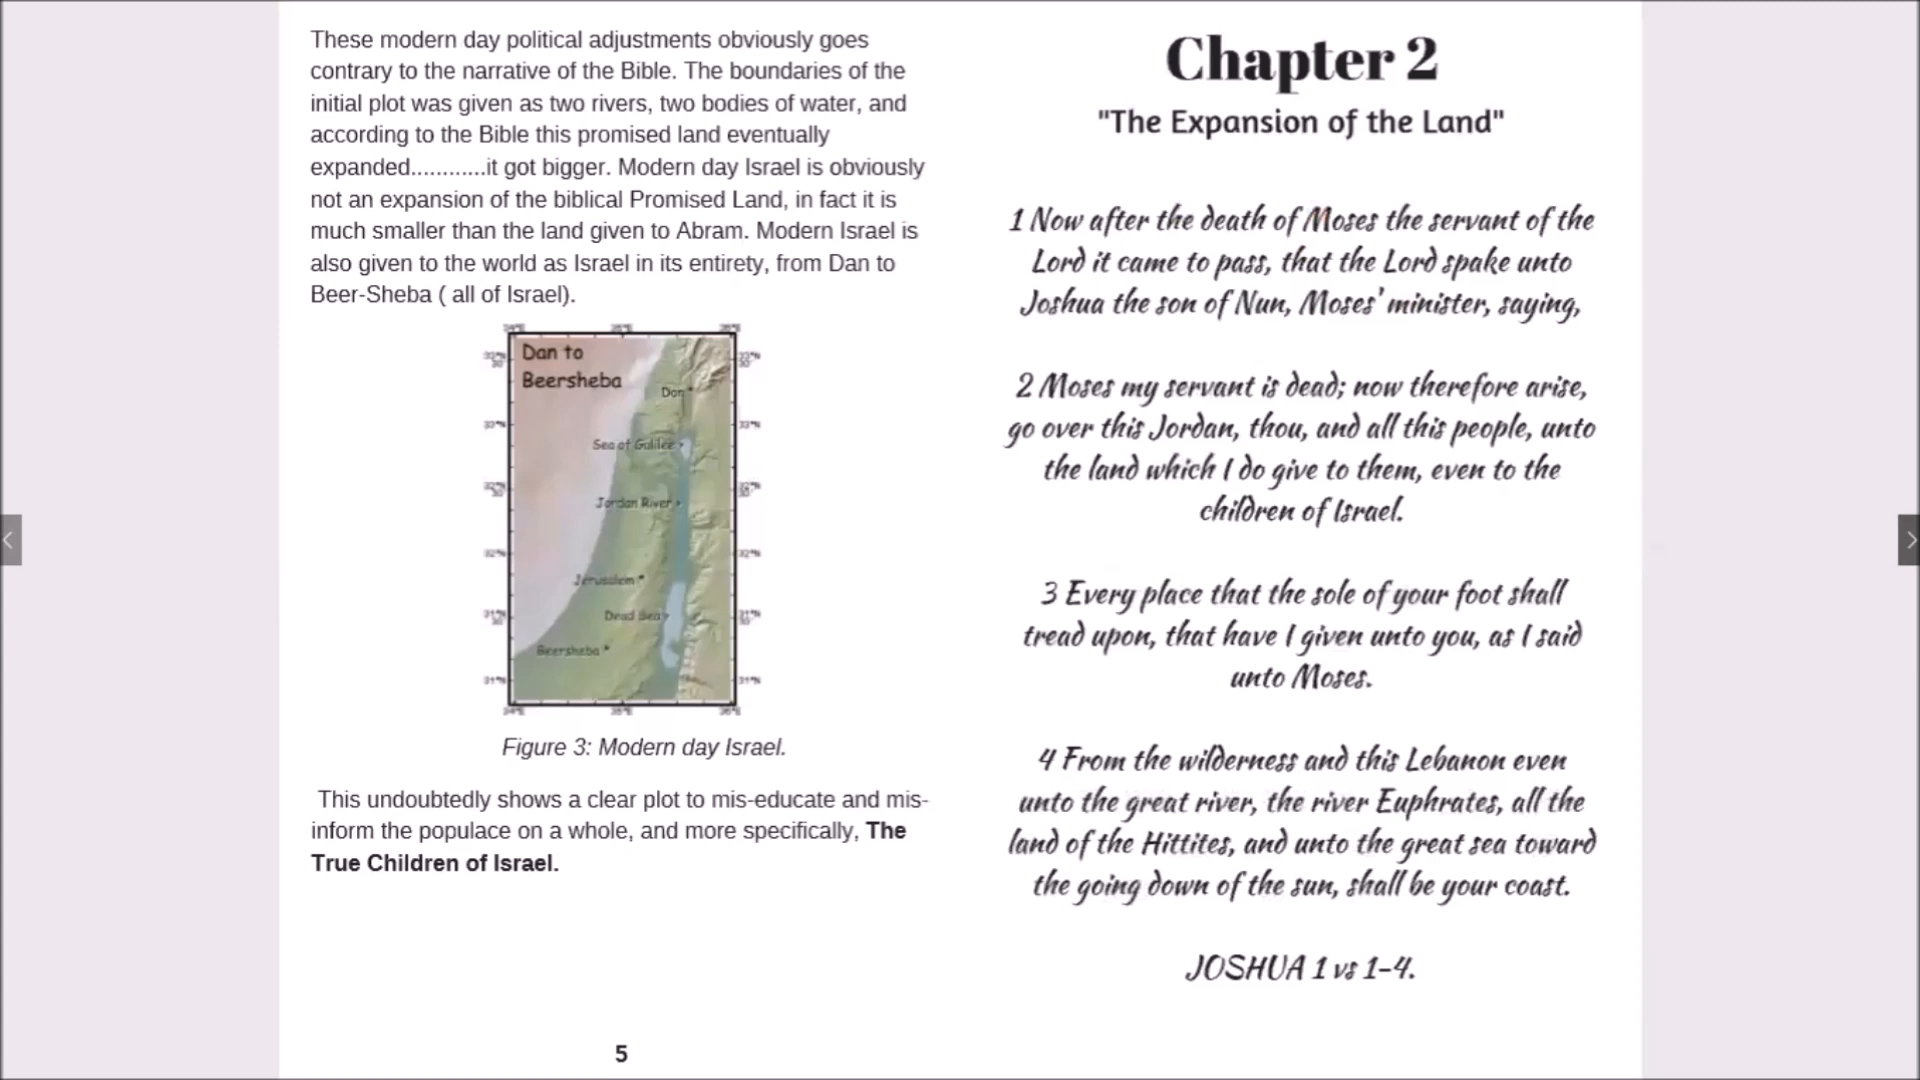 These modern day political adjustments obviously goes
contrary to the narrative of the Bible. The boundaries of the
initial plot was given as two rivers, two bodies of water, and
according to the Bible this promised land eventually
expanded............it got bigger. Modern day Israel is obviously
not an expansion of the biblical Promised Land, in fact it is
much smaller than the land given to Abram. Modern Israel is
also given to the world as Israel in its entirety, from Dan to
Beer-Sheba ( all of Israel).
Dan to
Beersheba
Dan
Sea of Galilee
Jordan River
Jerusalem
Dead Sea
Beersheba
Figure 3: Modern day Israel.
This undoubtedly shows a clear plot to mis-educate and mis-
inform the populace on a whole, and more specifically, The
True Children of Israel.
5
Chapter 2
"The Expansion of the Land"
1 Now after the death of Moses the servant of the
Lord it came to pass, that the Lord spake unto
Joshua the son of Nun, Moses' minister, saying,
2 Moses my servant is dead; now therefore arise,
go over this Jordan, thou, and all this people, unto
the land which I do give to them, even to the
children of Israel.
3 Every place that the sole of your foot shall
tread upon, that have I given unto you, as I said
unto Moses.
4 From the wilderness and this Lebanon even
unto the great river, the river Euphrates, all the
land of the Hittites, and unto the great sea toward
the going down of the sun, shall be your coast.
JOSHUA 1 vs 1-4.